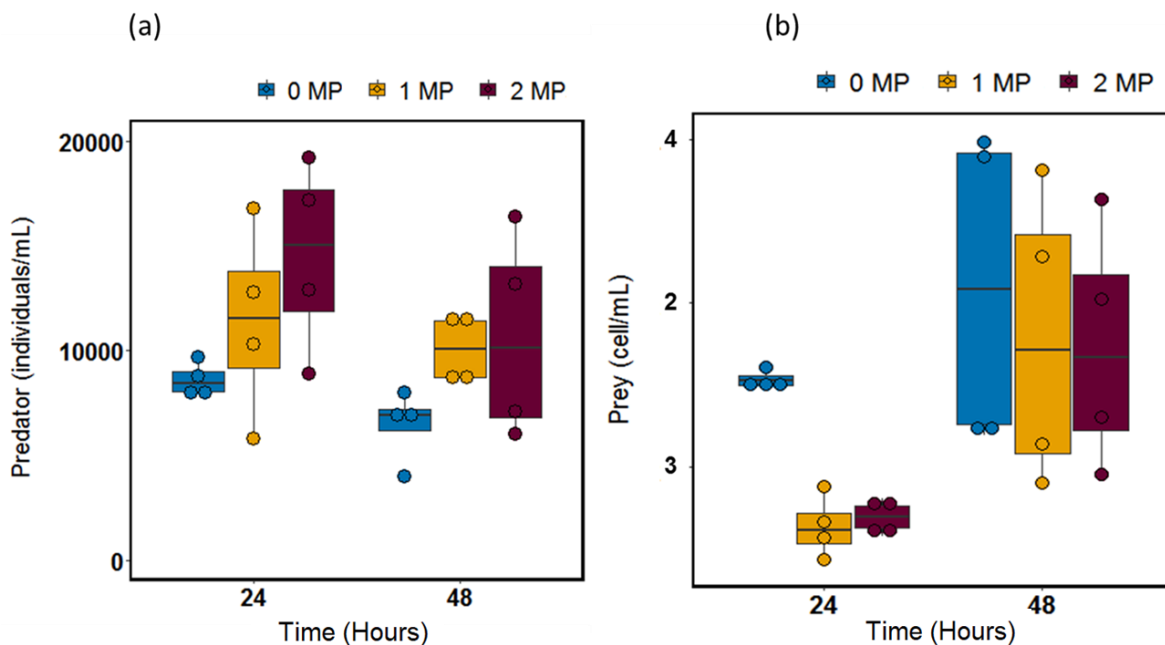 (a)
0 MP 1 MP 2 MP
20000
10000
0
Predator (individuals/mL)
24 48
Time (Hours)
(b)
0 MP 1 MP 2 MP
4
2
3
Prey (cell/mL)
24 48
Time (Hours)